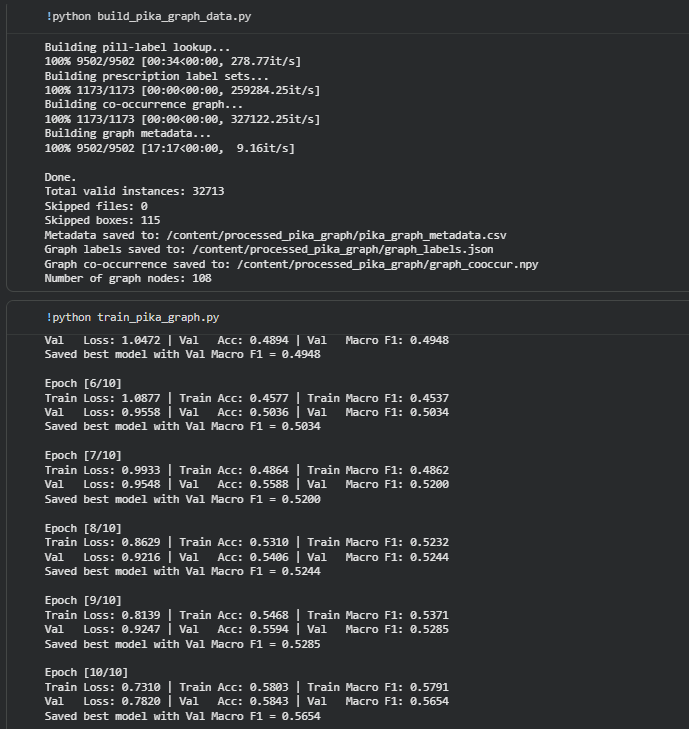 !python build_pika_graph_data.py
Building pill-label lookup...
100% 9502/9502 [00:34<00:00, 278.77it/s]
Building prescription label sets...
100% 1173/1173 [00:00<00:00, 259284.25it/s]
Building co-occurrence graph...
100% 1173/1173 [00:00<00:00, 327122.25it/s]
Building graph metadata...
100% 9502/9502 [17:17<00:00,  9.16it/s]
Done.
Total valid instances: 32713
Skipped files: 0
Skipped boxes: 115
Metadata saved to: /content/processed_pika_graph/pika_graph_metadata.csv
Graph labels saved to: /content/processed_pika_graph/graph_labels.json
Graph co-occurrence saved to: /content/processed_pika_graph/graph_cooccur.npy
Number of graph nodes: 108
!python train_pika_graph.py
Val   Loss: 1.0472 | Val   Acc: 0.4894 | Val   Macro F1: 0.4948
Saved best model with Val Macro F1 = 0.4948
Epoch [6/10]
Train Loss: 1.0877 | Train Acc: 0.4577 | Train Macro F1: 0.4537
Val   Loss: 0.9558 | Val   Acc: 0.5036 | Val   Macro F1: 0.5034
Saved best model with Val Macro F1 = 0.5034
Epoch [7/10]
Train Loss: 0.9933 | Train Acc: 0.4864 | Train Macro F1: 0.4862
Val   Loss: 0.9548 | Val   Acc: 0.5588 | Val   Macro F1: 0.5200
Saved best model with Val Macro F1 = 0.5200
Epoch [8/10]
Train Loss: 0.8629 | Train Acc: 0.5310 | Train Macro F1: 0.5232
Val   Loss: 0.9216 | Val   Acc: 0.5406 | Val   Macro F1: 0.5244
Saved best model with Val Macro F1 = 0.5244
Epoch [9/10]
Train Loss: 0.8139 | Train Acc: 0.5468 | Train Macro F1: 0.5371
Val   Loss: 0.9247 | Val   Acc: 0.5594 | Val   Macro F1: 0.5285
Saved best model with Val Macro F1 = 0.5285
Epoch [10/10]
Train Loss: 0.7310 | Train Acc: 0.5803 | Train Macro F1: 0.5791
Val   Loss: 0.7820 | Val   Acc: 0.5843 | Val   Macro F1: 0.5654
Saved best model with Val Macro F1 = 0.5654